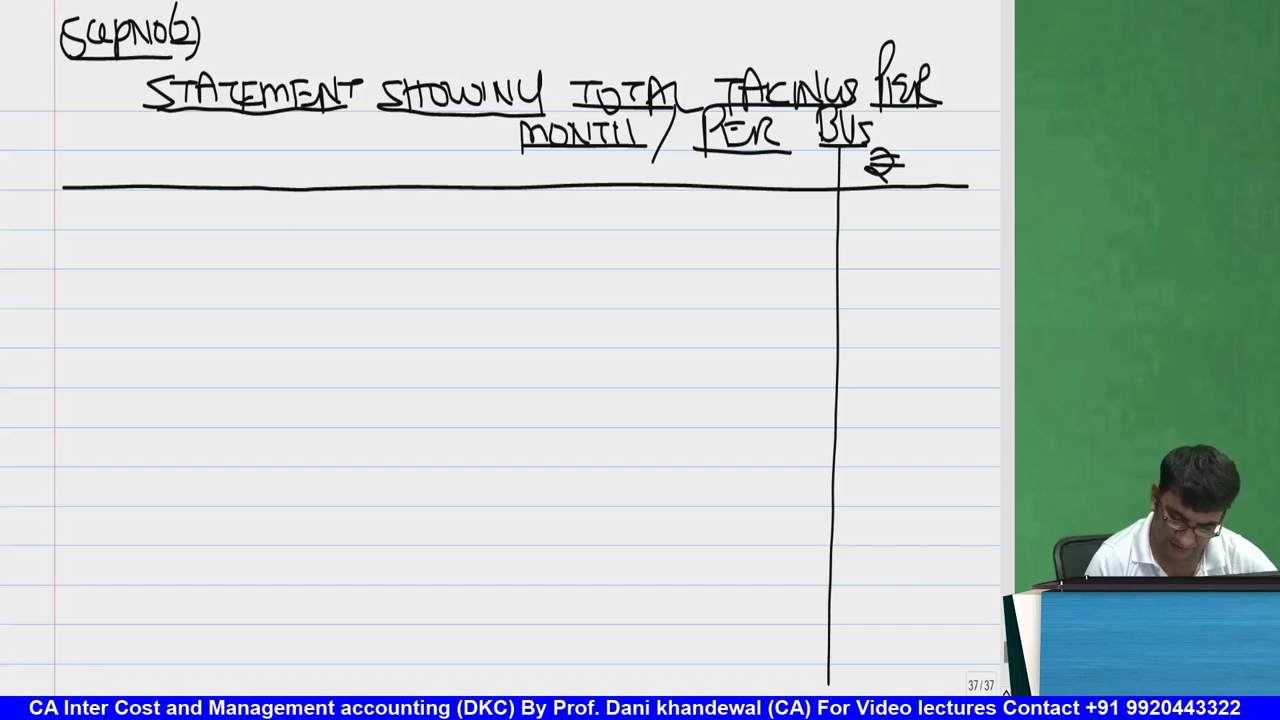 Step NO(2)
STATEMENT SHOWING TOTAL TAKINGS PER
MONTH / PER BUS
₹
37/37
CA Inter Cost and Management accounting (DKC) By Prof. Dani khandewal (CA) For Video lectures Contact +91 9920443322